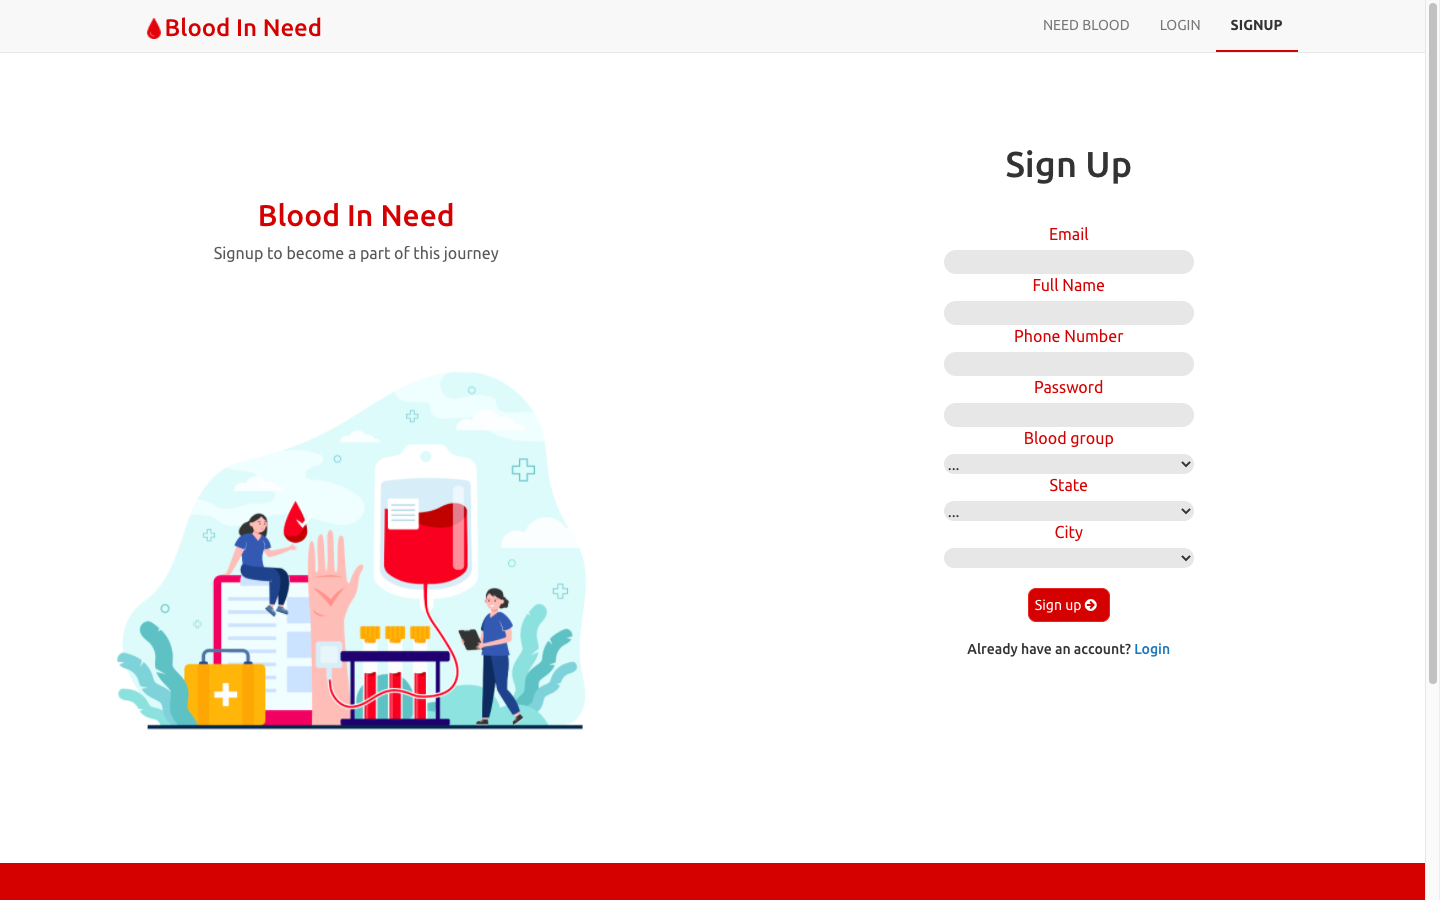 Blood In Need
NEED BLOOD
LOGIN
SIGNUP
Blood In Need
Signup to become a part of this journey
Sign Up
Email
Full Name
Phone Number
Password
Blood group
...
State
...
City
Sign up
Already have an account? Login